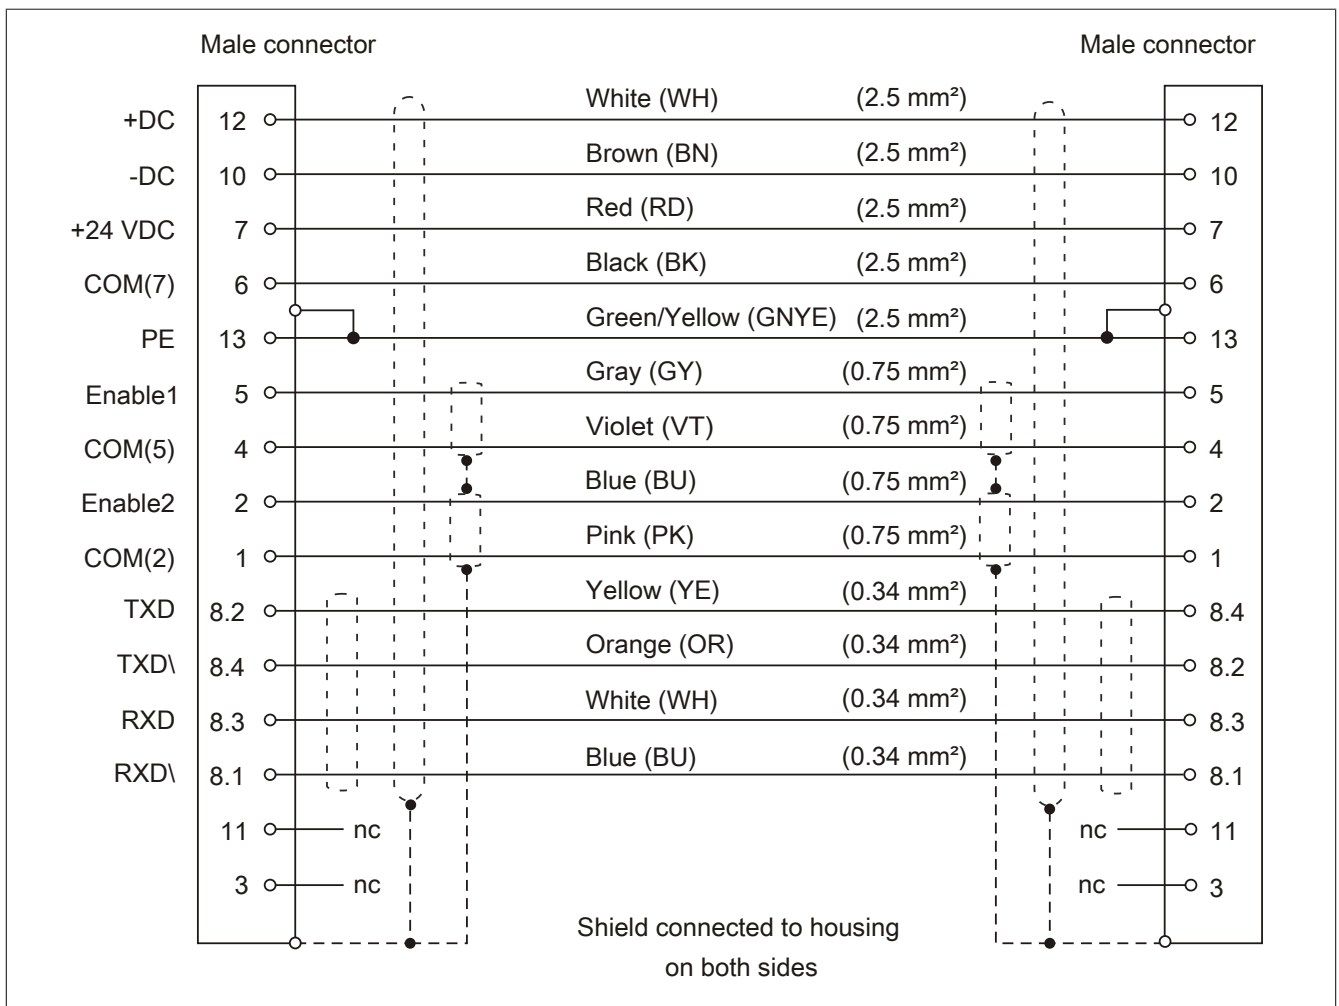 Male connector Male connector
+DC 12 White (WH) (2.5 mm²) 12
-DC 10 Brown (BN) (2.5 mm²) 10
+24 VDC 7 Red (RD) (2.5 mm²) 7
COM(7) 6 Black (BK) (2.5 mm²) 6
PE 13 Green/Yellow (GNYE) (2.5 mm²) 13
Enable1 5 Gray (GY) (0.75 mm²) 5
COM(5) 4 Violet (VT) (0.75 mm²) 4
Enable2 2 Blue (BU) (0.75 mm²) 2
COM(2) 1 Pink (PK) (0.75 mm²) 1
TXD 8.2 Yellow (YE) (0.34 mm²) 8.4
TXD\ 8.4 Orange (OR) (0.34 mm²) 8.2
RXD 8.3 White (WH) (0.34 mm²) 8.3
RXD\ 8.1 Blue (BU) (0.34 mm²) 8.1
11 nc nc 11
3 nc nc 3
Shield connected to housing
on both sides